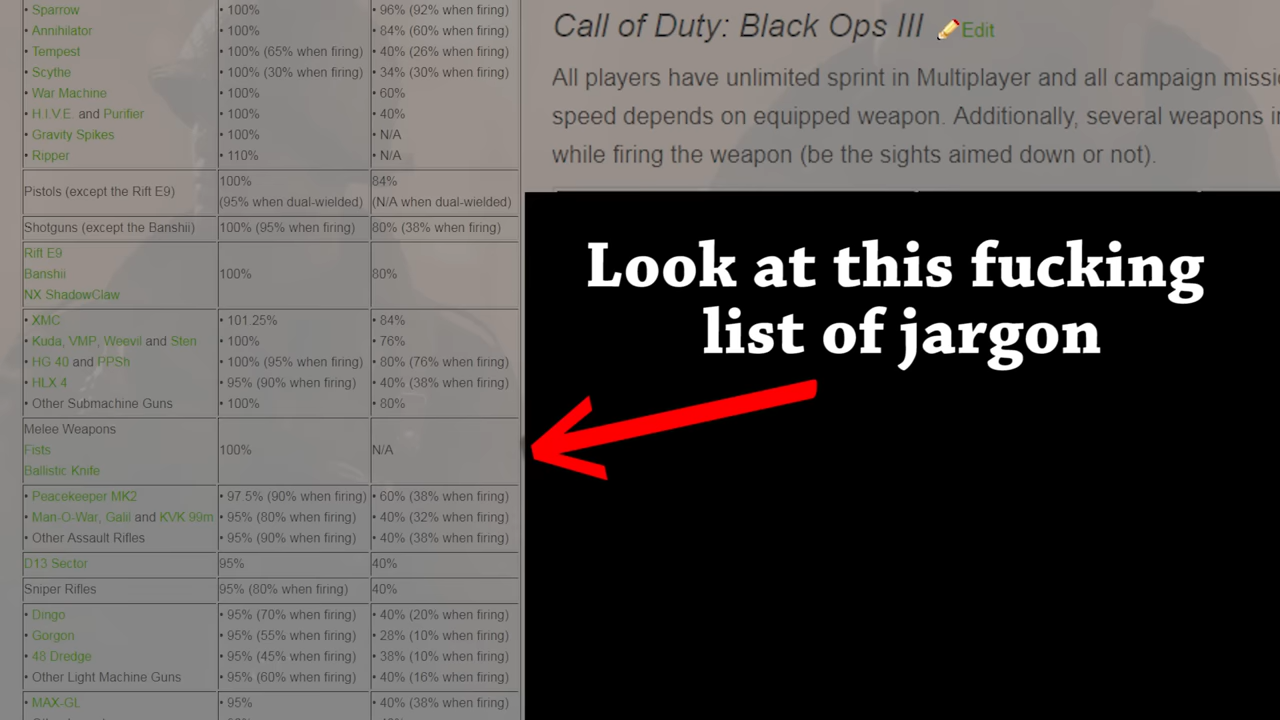 • Sparrow • 100% • 96% (92% when firing)
• Annihilator • 100% • 84% (60% when firing)
• Tempest • 100% (65% when firing) • 40% (26% when firing)
• Scythe • 100% (30% when firing) • 34% (30% when firing)
• War Machine • 100% • 60%
• H.I.V.E. and Purifier • 100% • 40%
• Gravity Spikes • 100% • N/A
• Ripper • 110% • N/A
Pistols (except the Rift E9)
100%
(95% when dual-wielded)
84%
(N/A when dual-wielded)
Shotguns (except the Banshii) 100% (95% when firing) 80% (38% when firing)
Rift E9
Banshii
NX ShadowClaw
100%
80%
• XMC • 101.25% • 84%
• Kuda, VMP, Weevil and Sten • 100% • 76%
• HG 40 and PPSh • 100% (95% when firing) • 80% (76% when firing)
• HLX 4 • 95% (90% when firing) • 40% (38% when firing)
• Other Submachine Guns • 100% • 80%
Melee Weapons
Fists
Ballistic Knife
100%
N/A
• Peacekeeper MK2 • 97.5% (90% when firing) • 60% (38% when firing)
• Man-O-War, Galil and KVK 99m • 95% (80% when firing) • 40% (32% when firing)
• Other Assault Rifles • 95% (90% when firing) • 40% (38% when firing)
D13 Sector 95% 40%
Sniper Rifles 95% (80% when firing) 40%
• Dingo • 95% (70% when firing) • 40% (20% when firing)
• Gorgon • 95% (55% when firing) • 28% (10% when firing)
• 48 Dredge • 95% (45% when firing) • 38% (10% when firing)
• Other Light Machine Guns • 95% (60% when firing) • 40% (16% when firing)
• MAX-GL • 95% • 40% (38% when firing)
Call of Duty: Black Ops III Edit
All players have unlimited sprint in Multiplayer and all campaign
speed depends on equipped weapon. Additionally, several weapons
while firing the weapon (be the sights aimed down or not).
Look at this fucking
list of jargon